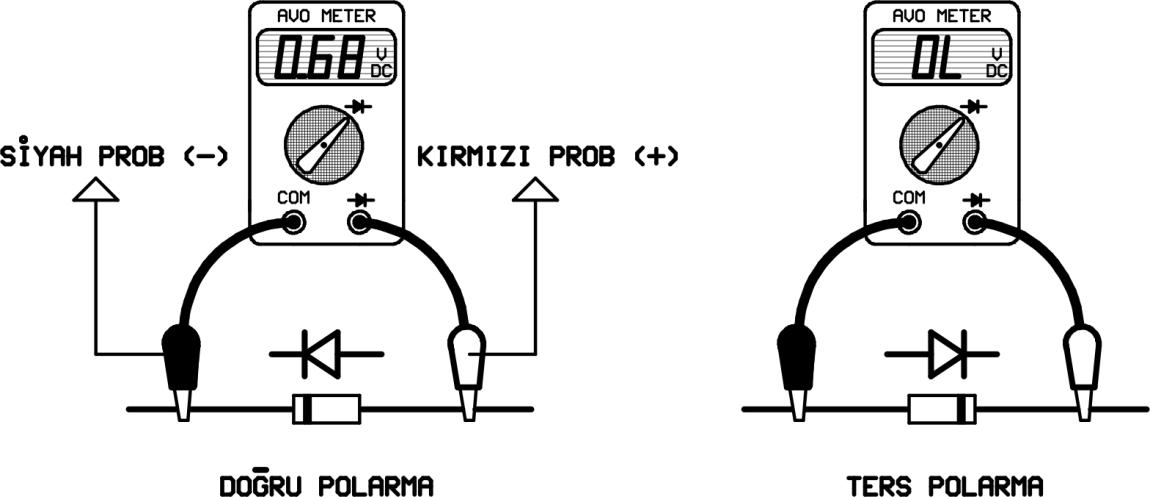 AVO METER
0.68 V DC
SİYAH PROB (-)
KIRMIZI PROB (+)
COM
DOĞRU POLARMA
AVO METER
OL V DC
COM
TERS POLARMA